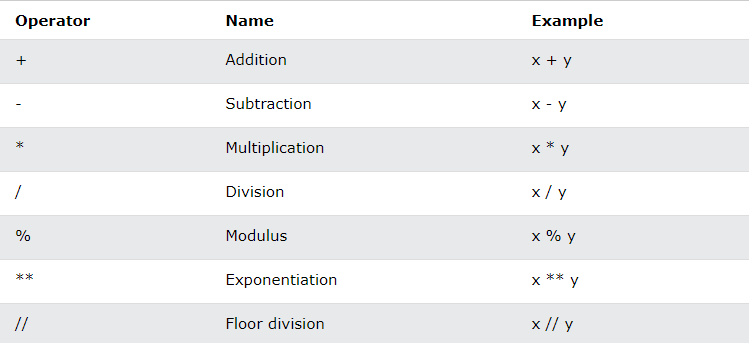 Operator Name Example
+ Addition x + y
- Subtraction x - y
* Multiplication x * y
/ Division x / y
% Modulus x % y
** Exponentiation x ** y
// Floor division x // y